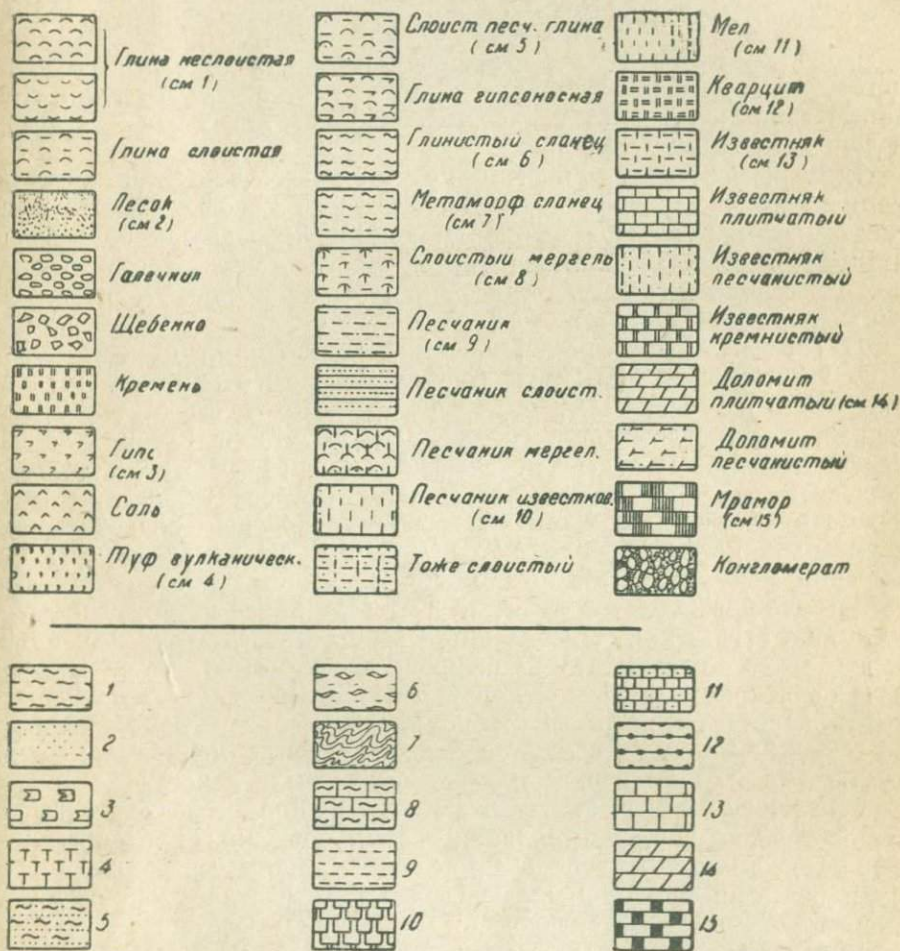 Глина неслоистая
(см 1)
Глина слоистая
Песок
(см 2)
Галечник
Щебенка
Кремень
Гипс
(см 3)
Соль
Туф вулканическ.
(см 4)
Слоист песч. глина
(см 5)
Глина гипсоносная
Глинистый сланец
(см 6)
Метаморф сланец
(см 7)
Слоистый мергель
(см 8)
Песчаник
(см 9)
Песчаник слоист.
Песчаник мергел.
Песчаник известков.
(см 10)
Тоже слоистый
Мел
(см 11)
Кварцит
(см 12)
Известняк
(см 13)
Известняк
плитчатый
Известняк
песчанистый
Известняк
кремнистый
Доломит
плитчатый (см 14)
Доломит
песчанистый
Мрамор
(см 15)
Конгломерат
1
2
3
4
5
6
7
8
9
10
11
12
13
14
15